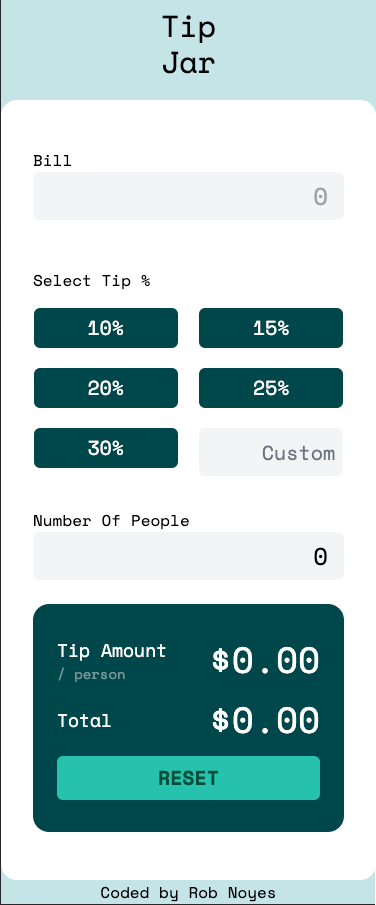 Tip
Jar
Bill
0
Select Tip %
10% 15%
20% 25%
30% Custom
Number Of People
0
Tip Amount $0.00
/ person
Total $0.00
RESET
Coded by Rob Noyes